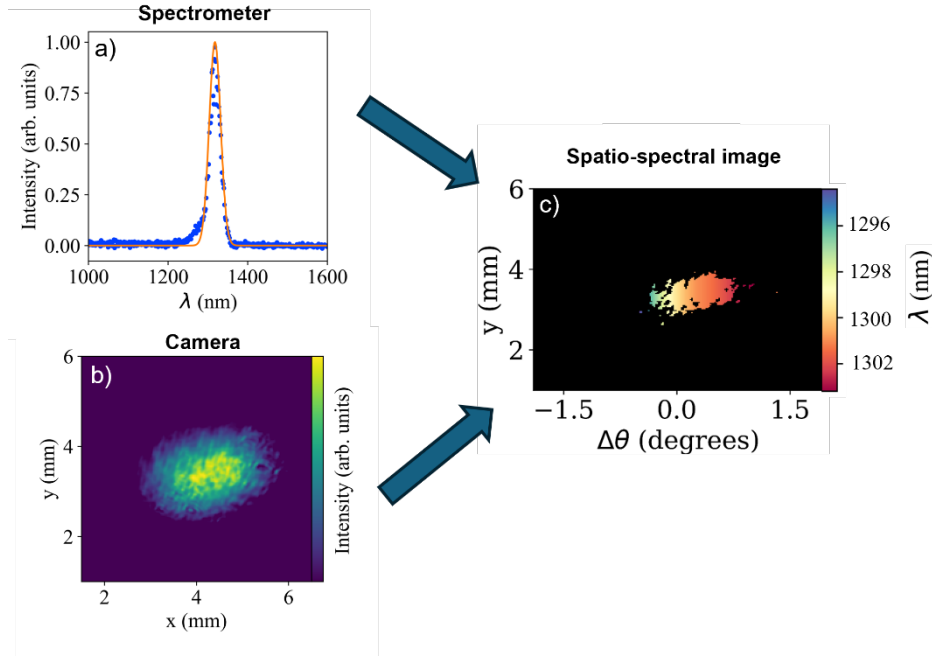 Spectrometer
a)
1.00
0.75
0.50
0.25
0.00
Intensity (arb. units)
1000
1200
1400
1600
λ (nm)
Camera
b)
6
4
2
y (mm)
2
4
6
x (mm)
Intensity (arb. units)
Spatio-spectral image
c)
6
4
2
y (mm)
−1.5
0.0
1.5
Δθ (degrees)
1296
1298
1300
1302
λ (nm)